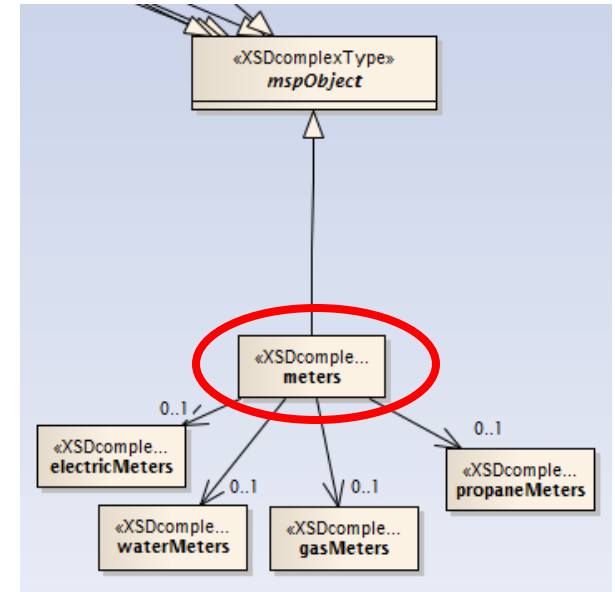 «XSDcomplexType»
mspObject
«XSDcomple...
meters
0..1
0..1
«XSDcomple...
electricMeters
«XSDcomple...
propaneMeters
0..1
0..1
«XSDcomple...
waterMeters
«XSDcomple...
gasMeters